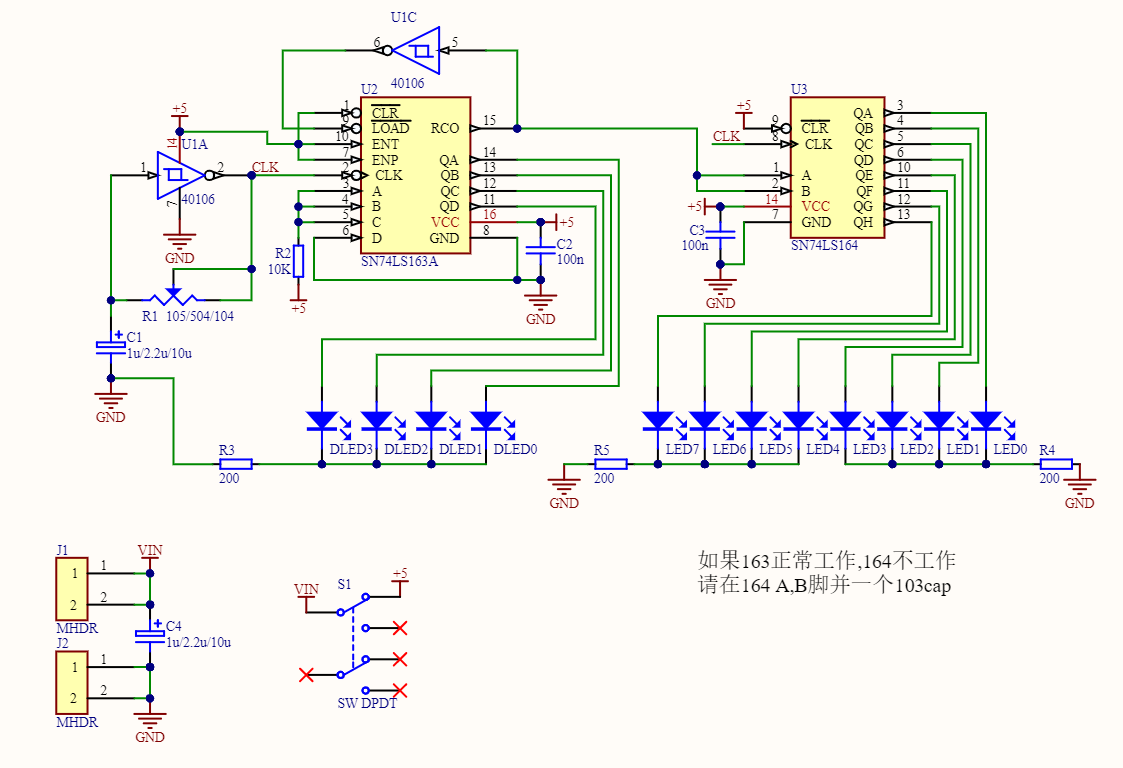 U1C
6 5
40106
U2
1 CLR
9 LOAD RCO 15
10 ENT
7 ENP QA 14
2 CLK QB 13
3 A QC 12
4 B QD 11
5 C VCC 16
6 D GND 8
SN74LS163A
+5
14
U1A
1 2 CLK
40106
7
GND
R2
10K
+5
+5
C2
100n
GND
R1 105/504/104
C1
1u/2.2u/10u
GND
U3
+5
9 CLR QA 3
CLK 8 CLK QB 4
QC 5
QD 6
1 A QE 10
2 B QF 11
+5 14 VCC QG 12
7 GND QH 13
SN74LS164
C3
100n
GND
DLED3 DLED2 DLED1 DLED0
R3
200
LED7 LED6 LED5 LED4 LED3 LED2 LED1 LED0
R5
200
GND
R4
200
GND
J1 VIN
1 1
2 2
MHDR
C4
1u/2.2u/10u
J2
1 1
2 2
MHDR
GND
VIN S1 +5
SW DPDT
如果163正常工作,164不工作
请在164 A,B脚并一个103cap